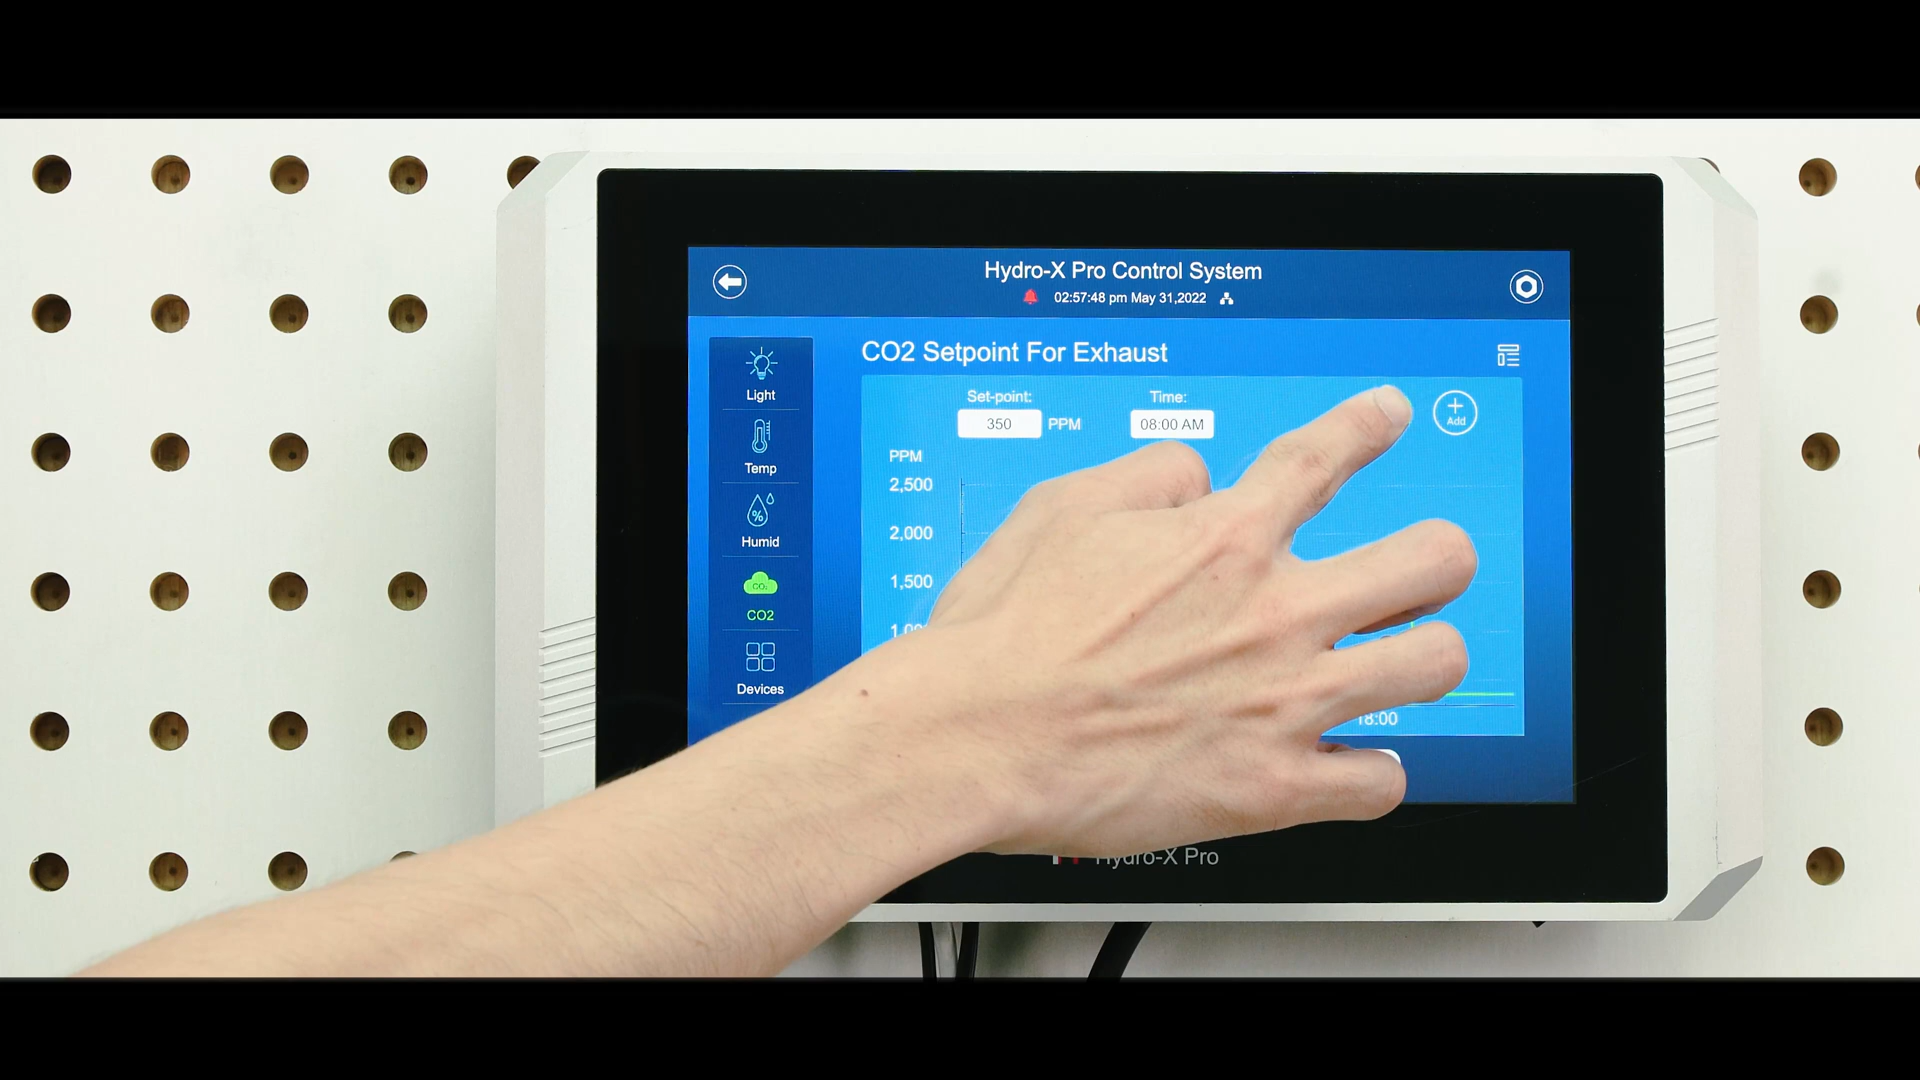 Hydro-X Pro Control System
02:57:48 pm May 31,2022
CO2 Setpoint For Exhaust
Light
Temp
Humid
CO2
CO2
Devices
Set-point:
350 PPM
Time:
08:00 AM
Add
PPM
2,500
2,000
1,500
18:00
Hydro-X Pro